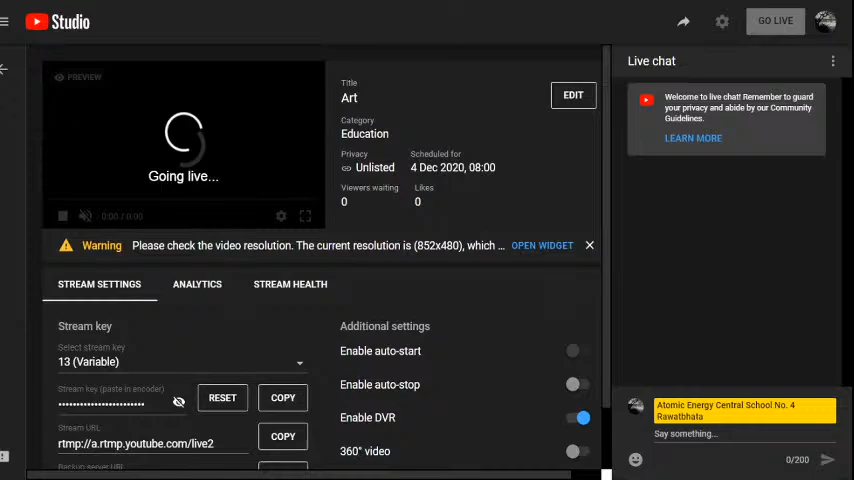 Studio
GO LIVE
PREVIEW
Going live...
0:00 / 0:00
Title
Art
EDIT
Category
Education
Privacy
Scheduled for
Unlisted
4 Dec 2020, 08:00
Viewers waiting
Likes
0
0
Warning
Please check the video resolution. The current resolution is (852x480), which ...
OPEN WIDGET
STREAM SETTINGS
ANALYTICS
STREAM HEALTH
Stream key
Select stream key
13 (Variable)
Stream key (paste in encoder)
••••••••••••••••••••••••
RESET
COPY
Stream URL
rtmp://a.rtmp.youtube.com/live2
COPY
Backup server URL
Additional settings
Enable auto-start
Enable auto-stop
Enable DVR
360° video
Live chat
Welcome to live chat! Remember to guard
your privacy and abide by our Community
Guidelines.
LEARN MORE
Atomic Energy Central School No. 4
Rawatbhata
Say something...
0/200